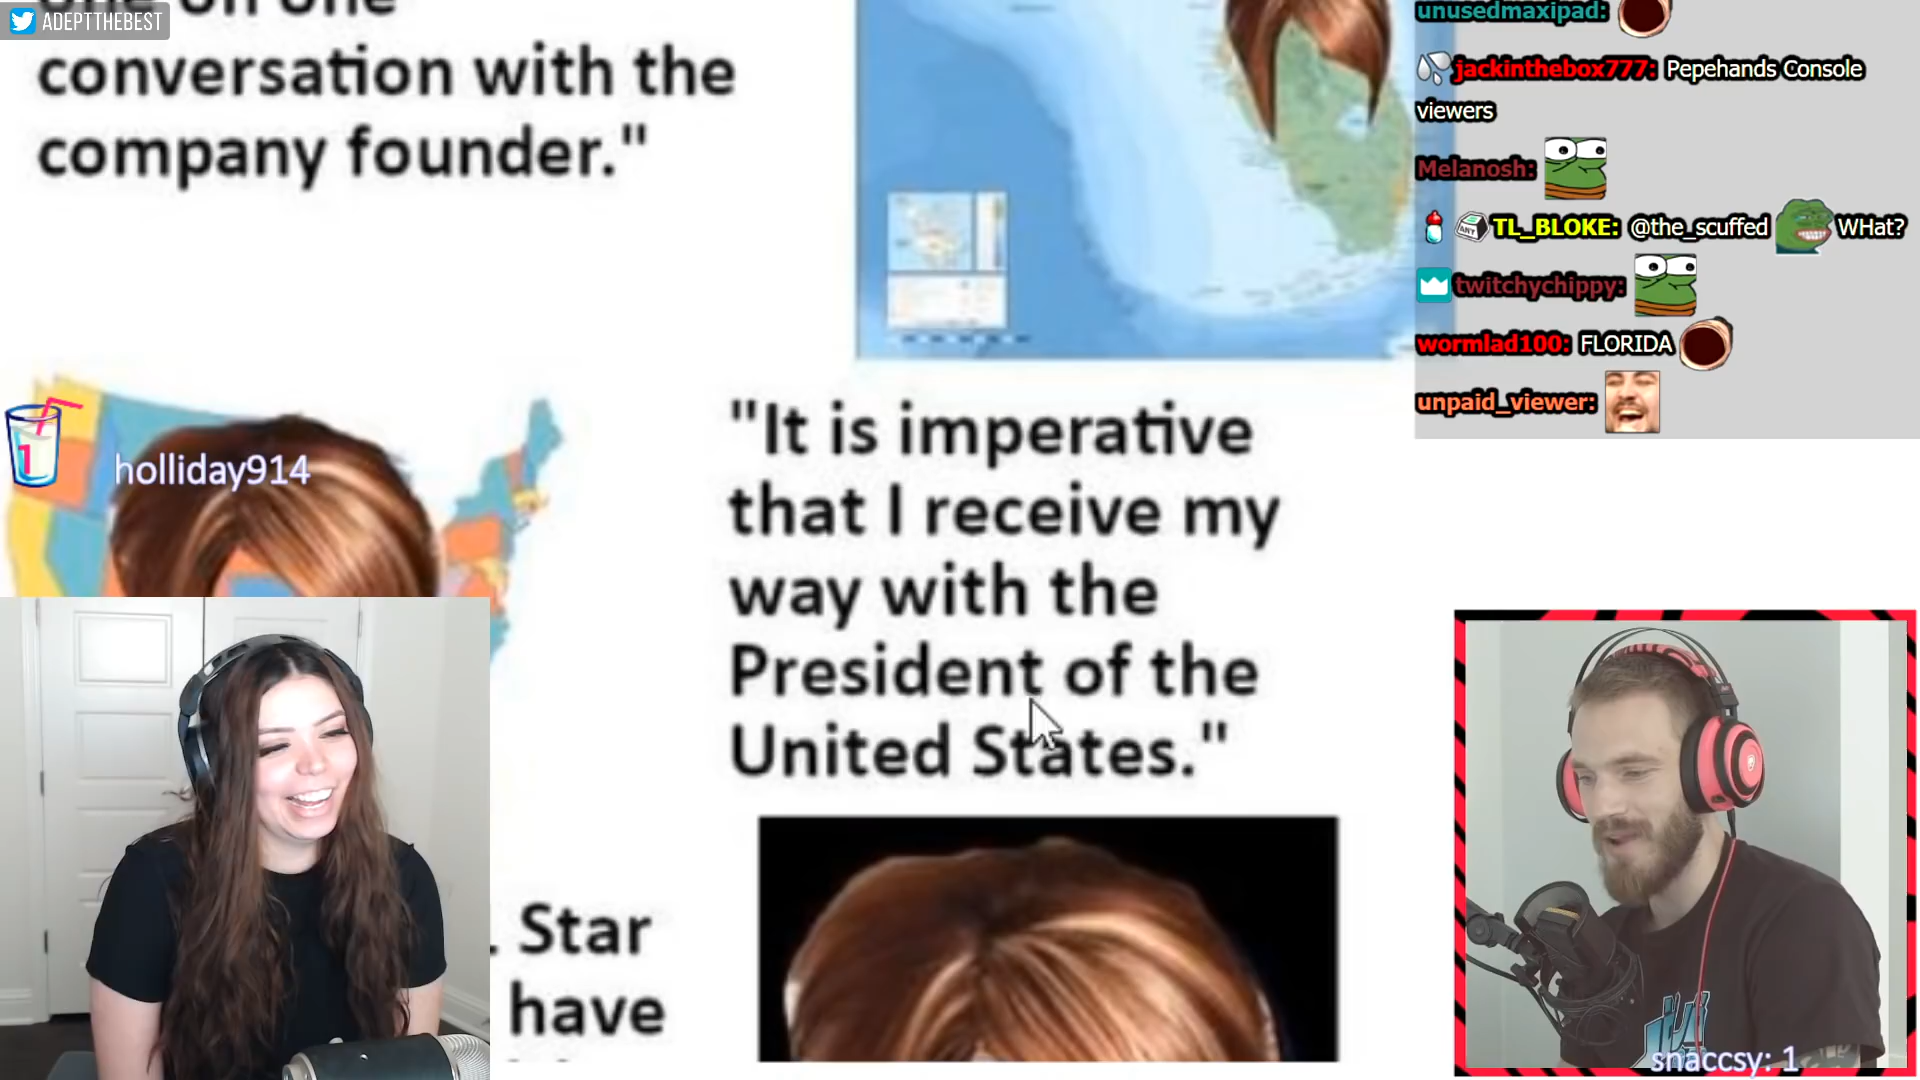 ADEPTTHEBEST
conversation with the
company founder."
unusedmaxipad:
jackinthebox777: Pepehands Console
viewers
Melanosh:
TL_BLOKE: @the_scuffed WHat?
twitchychippy:
wormlad100: FLORIDA
unpaid_viewer:
1
holliday914
"It is imperative
that I receive my
way with the
President of the
United States."
. Star
have
snaccsy: 1